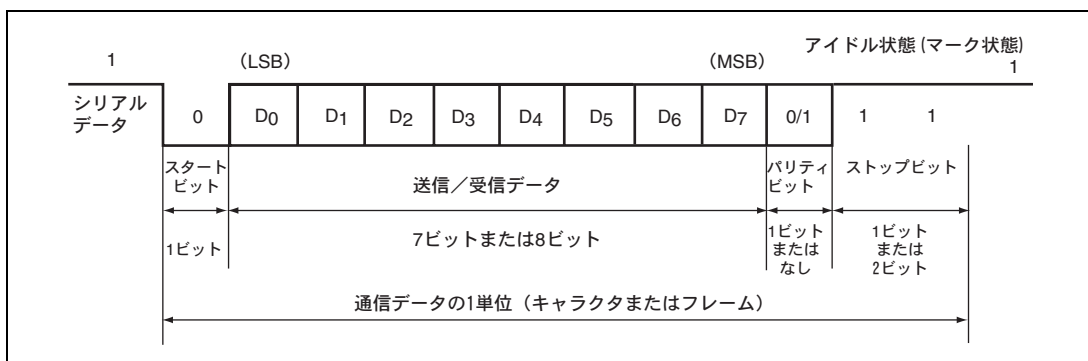 アイドル状態 (マーク状態)
1 (LSB) (MSB) 1
シリアル
データ
0 D0 D1 D2 D3 D4 D5 D6 D7 0/1 1 1
スタート
ビット
送信／受信データ
パリティ
ビット
ストップビット
1ビット
7ビットまたは8ビット
1ビット
または
なし
1ビット
または
2ビット
通信データの1単位（キャラクタまたはフレーム）